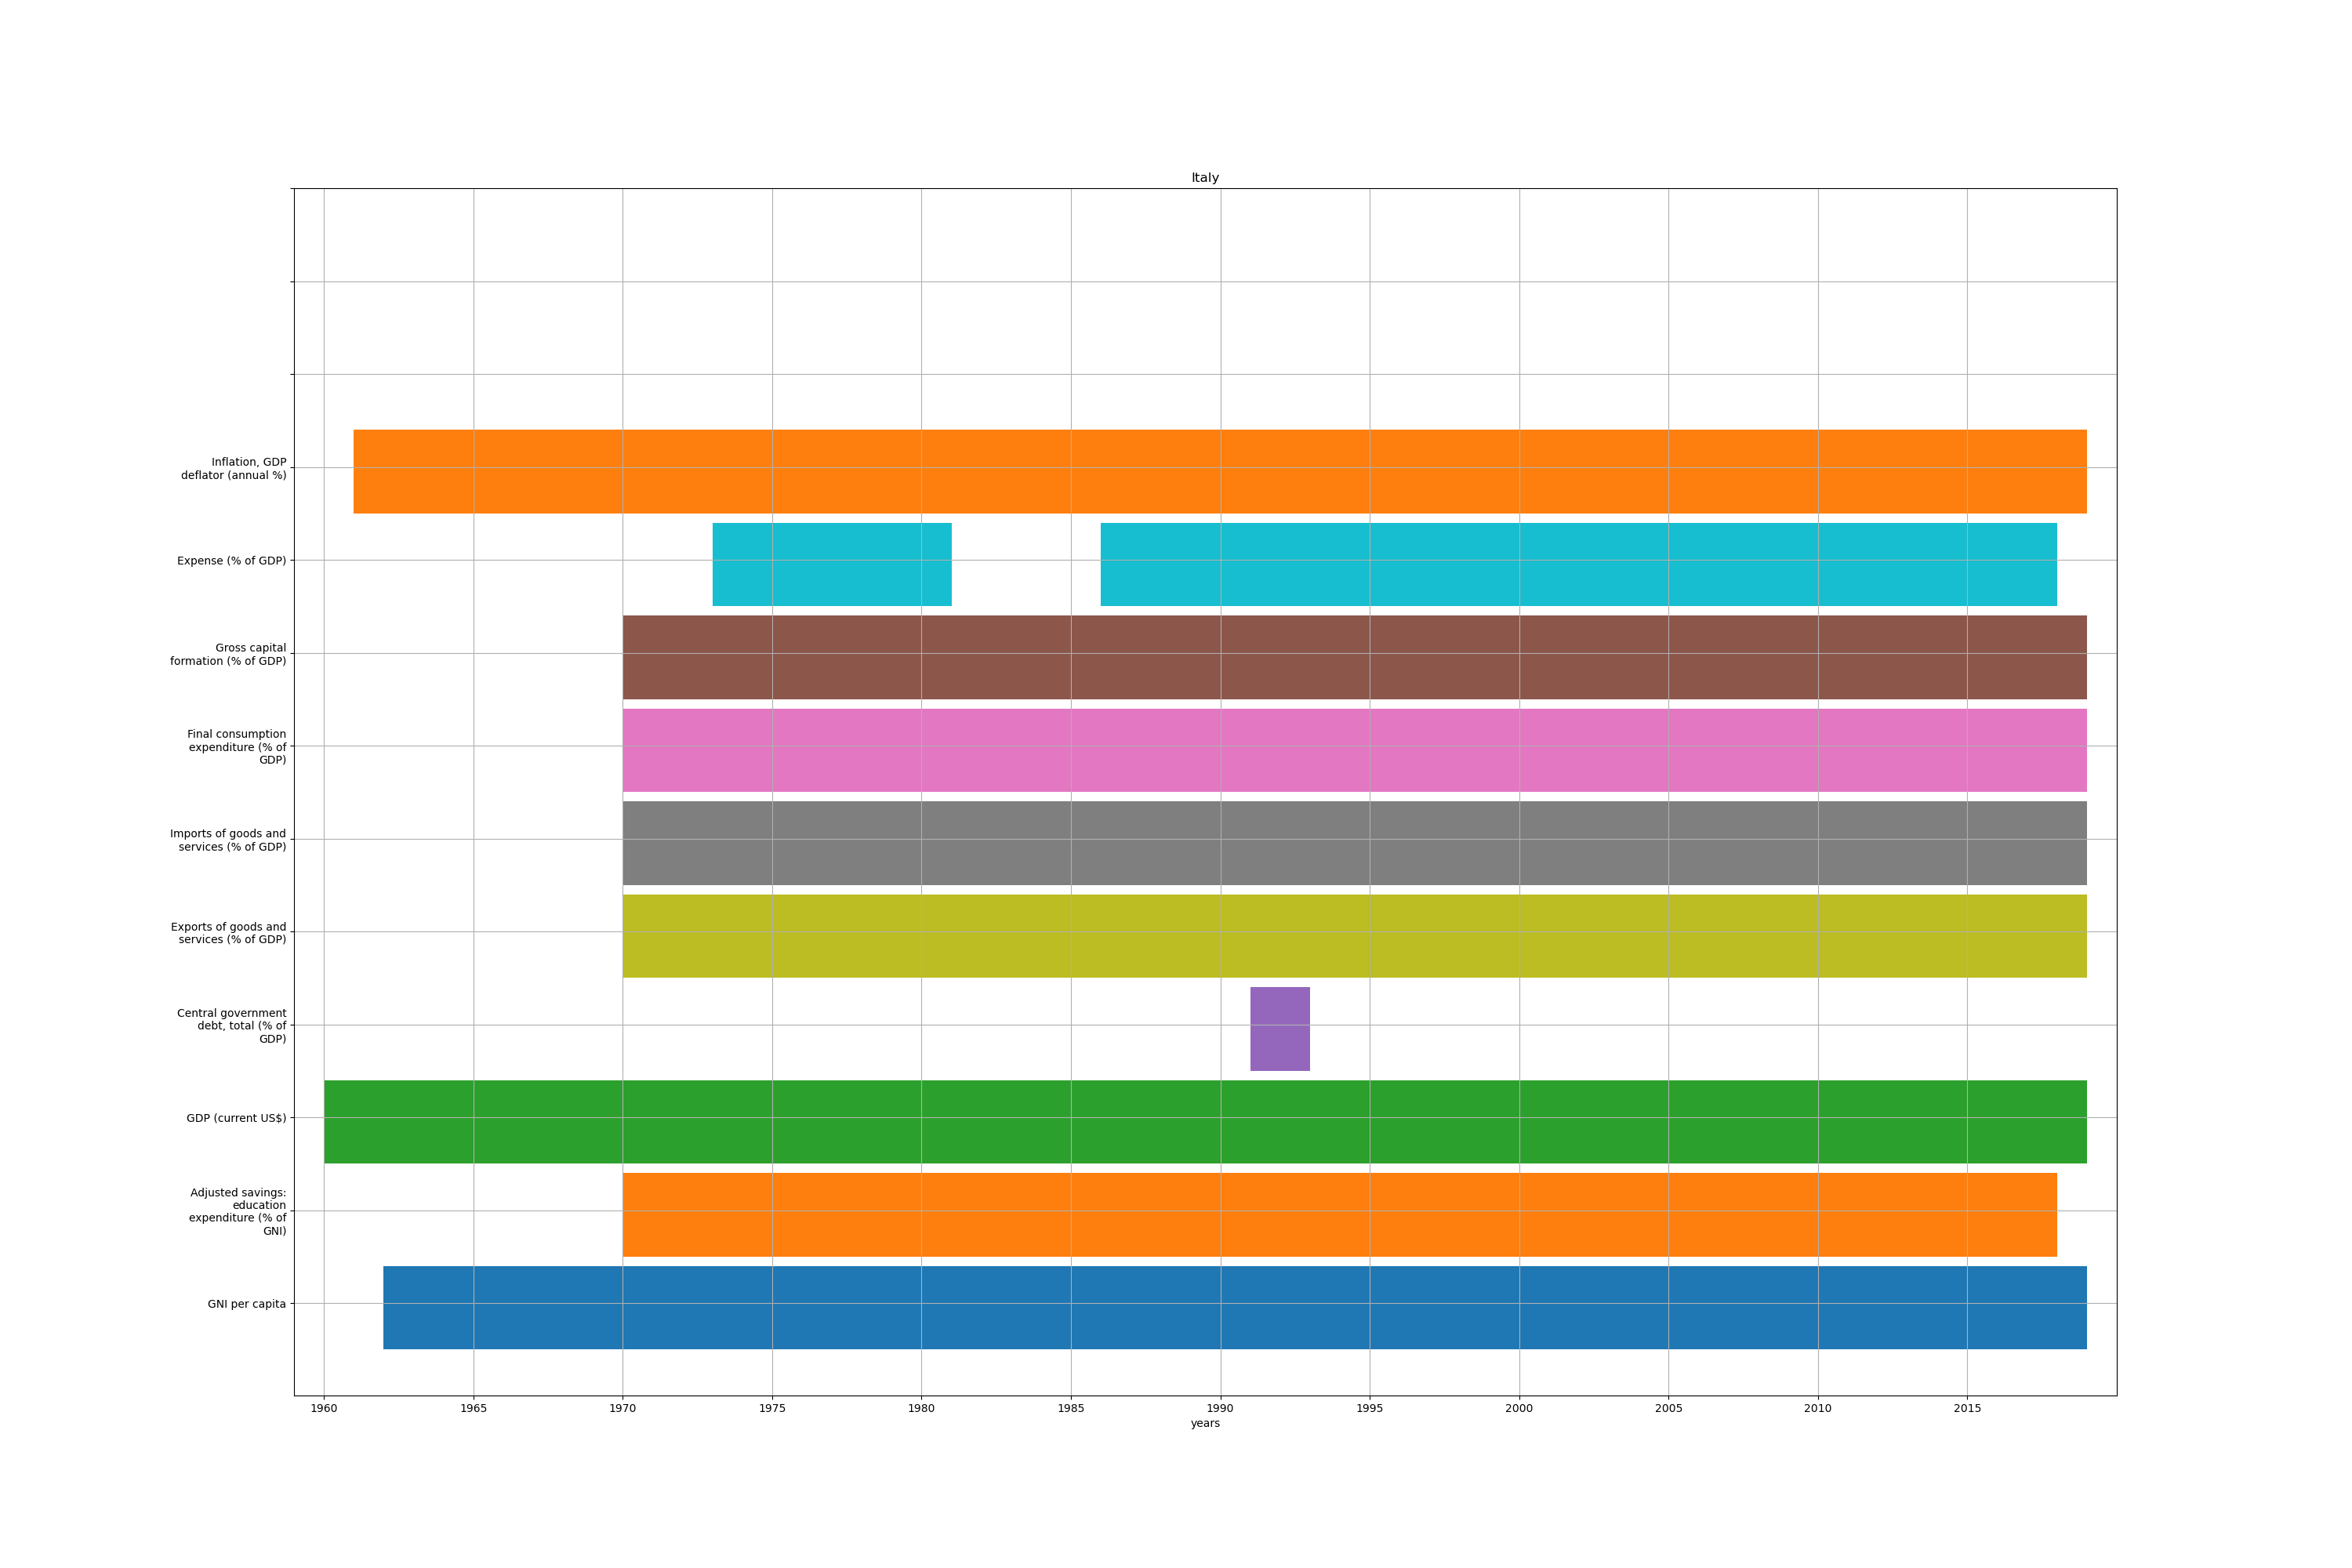 Italy
Inflation, GDP
deflator (annual %)
Expense (% of GDP)
Gross capital
formation (% of GDP)
Final consumption
expenditure (% of
GDP)
Imports of goods and
services (% of GDP)
Exports of goods and
services (% of GDP)
Central government
debt, total (% of
GDP)
GDP (current US$)
Adjusted savings:
education
expenditure (% of
GNI)
GNI per capita
1960 1965 1970 1975 1980 1985 1990 1995 2000 2005 2010 2015
years